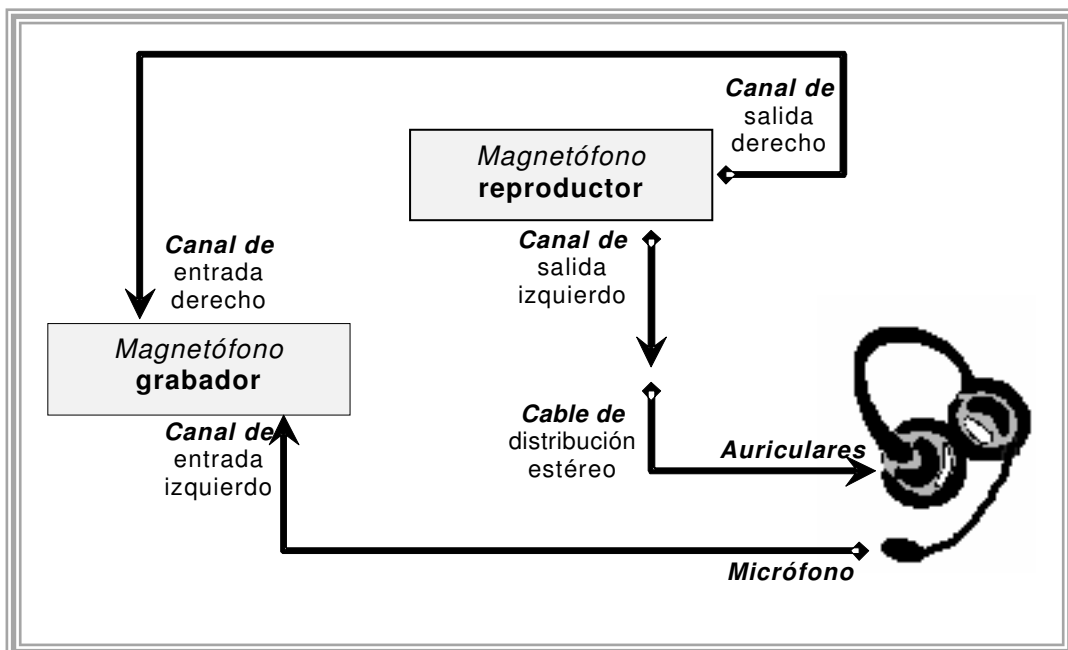 Canal de
salida
derecho
Magnetófono
reproductor
Canal de
entrada
derecho
Canal de
salida
izquierdo
Magnetófono
grabador
Canal de
entrada
izquierdo
Cable de
distribución
estéreo
Auriculares
Micrófono